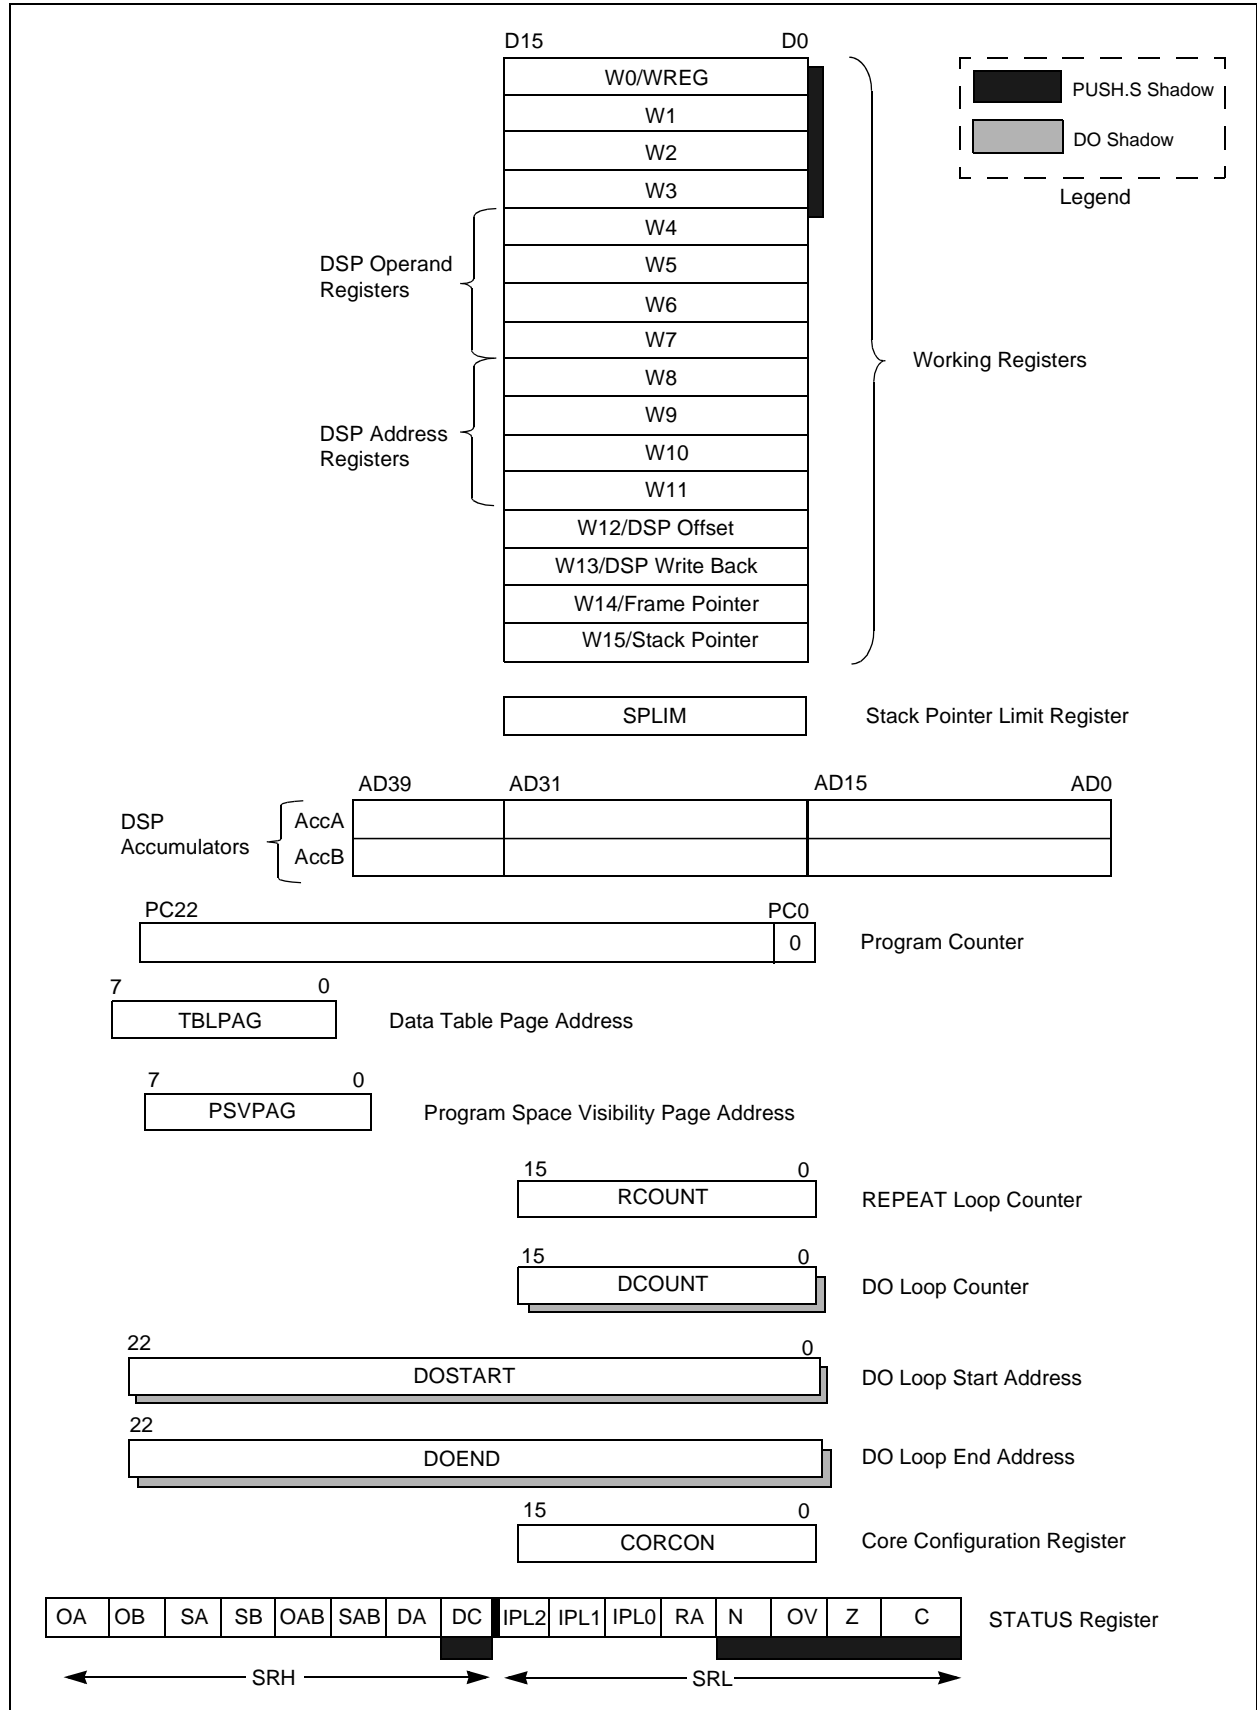 D15 D0
W0/WREG
PUSH.S Shadow
W1
DO Shadow
W2
W3
Legend
W4
DSP Operand
Registers
W5
W6
W7
Working Registers
W8
W9
DSP Address
Registers
W10
W11
W12/DSP Offset
W13/DSP Write Back
W14/Frame Pointer
W15/Stack Pointer
SPLIM Stack Pointer Limit Register
AD39 AD31 AD15 AD0
DSP
Accumulators
AccA
AccB
PC22 PC0
0 Program Counter
7 0
TBLPAG Data Table Page Address
7 0
PSVPAG Program Space Visibility Page Address
15 0
RCOUNT REPEAT Loop Counter
15 0
DCOUNT DO Loop Counter
22 0
DOSTART DO Loop Start Address
22
DOEND DO Loop End Address
15 0
CORCON Core Configuration Register
OA OB SA SB OAB SAB DA DC IPL2 IPL1 IPL0 RA N OV Z C STATUS Register
SRH SRL